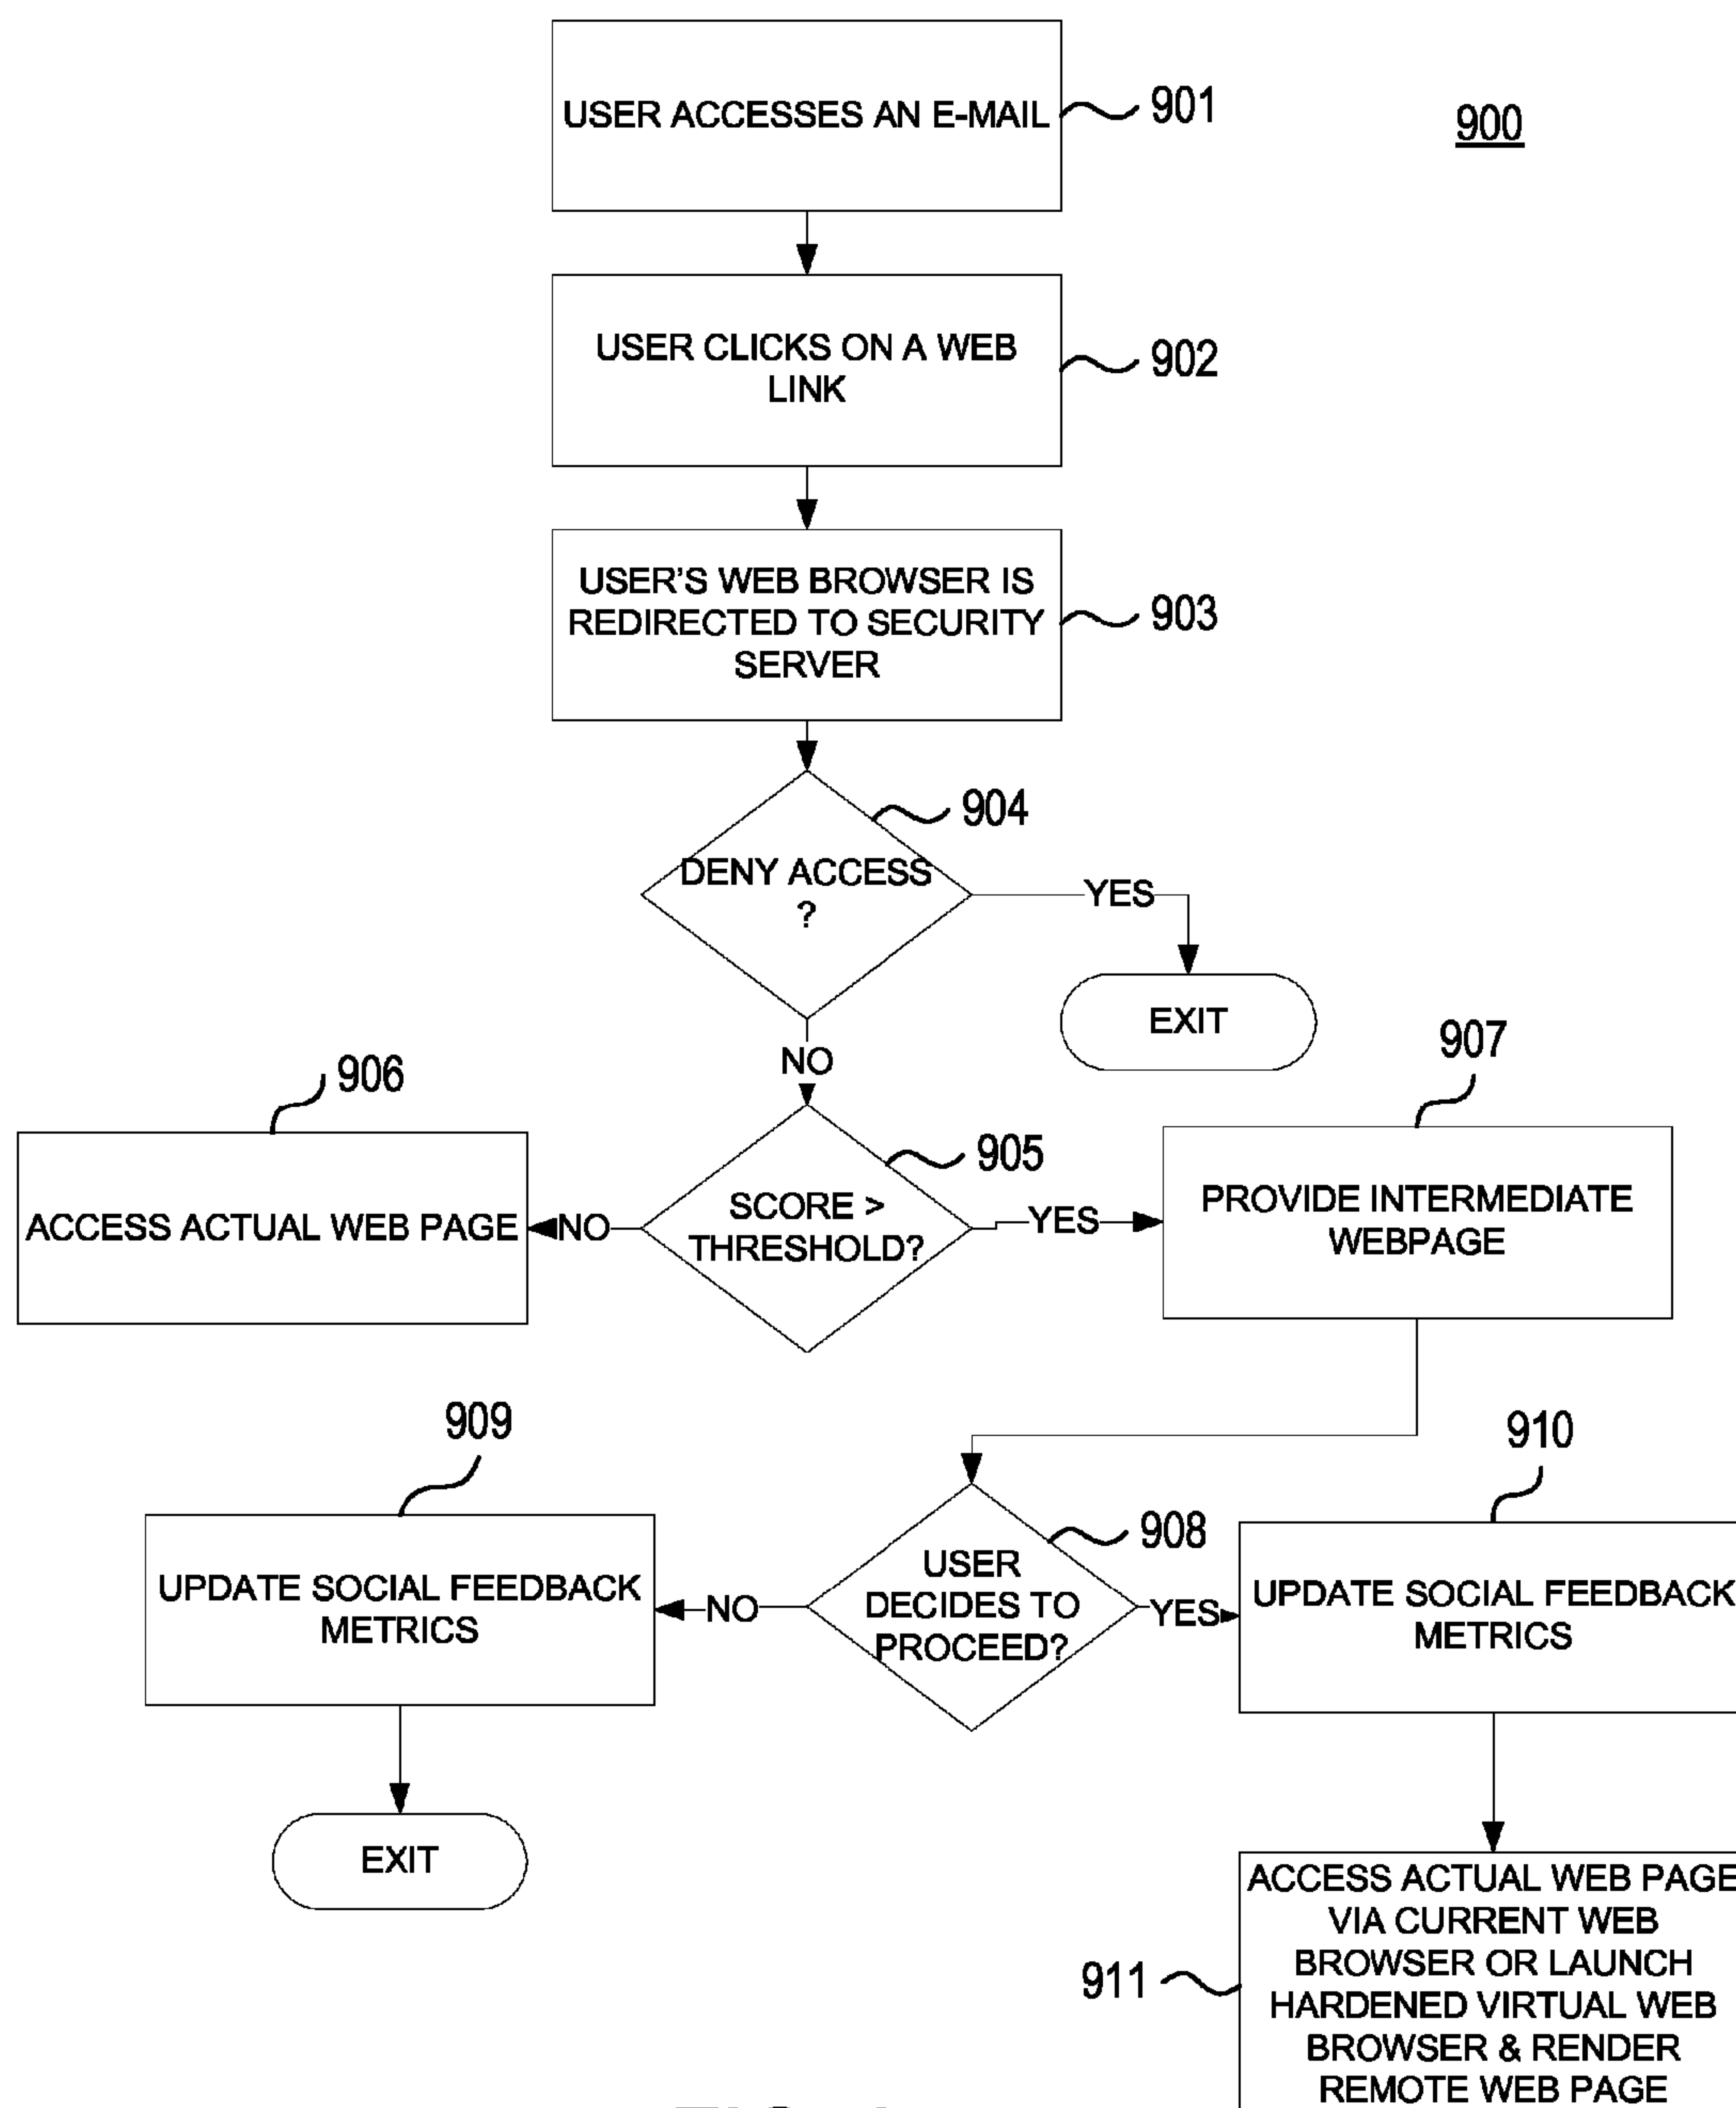 USER ACCESSES AN E-MAIL
901
900
USER CLICKS ON A WEB
LINK
902
USER'S WEB BROWSER IS
REDIRECTED TO SECURITY
SERVER
903
904
DENY ACCESS
?
YES
EXIT
NO
906
907
905
ACCESS ACTUAL WEB PAGE
NO
SCORE >
THRESHOLD?
YES
PROVIDE INTERMEDIATE
WEBPAGE
909
910
908
UPDATE SOCIAL FEEDBACK
METRICS
NO
USER
DECIDES TO
PROCEED?
YES
UPDATE SOCIAL FEEDBACK
METRICS
EXIT
911
ACCESS ACTUAL WEB PAGE
VIA CURRENT WEB
BROWSER OR LAUNCH
HARDENED VIRTUAL WEB
BROWSER & RENDER
REMOTE WEB PAGE